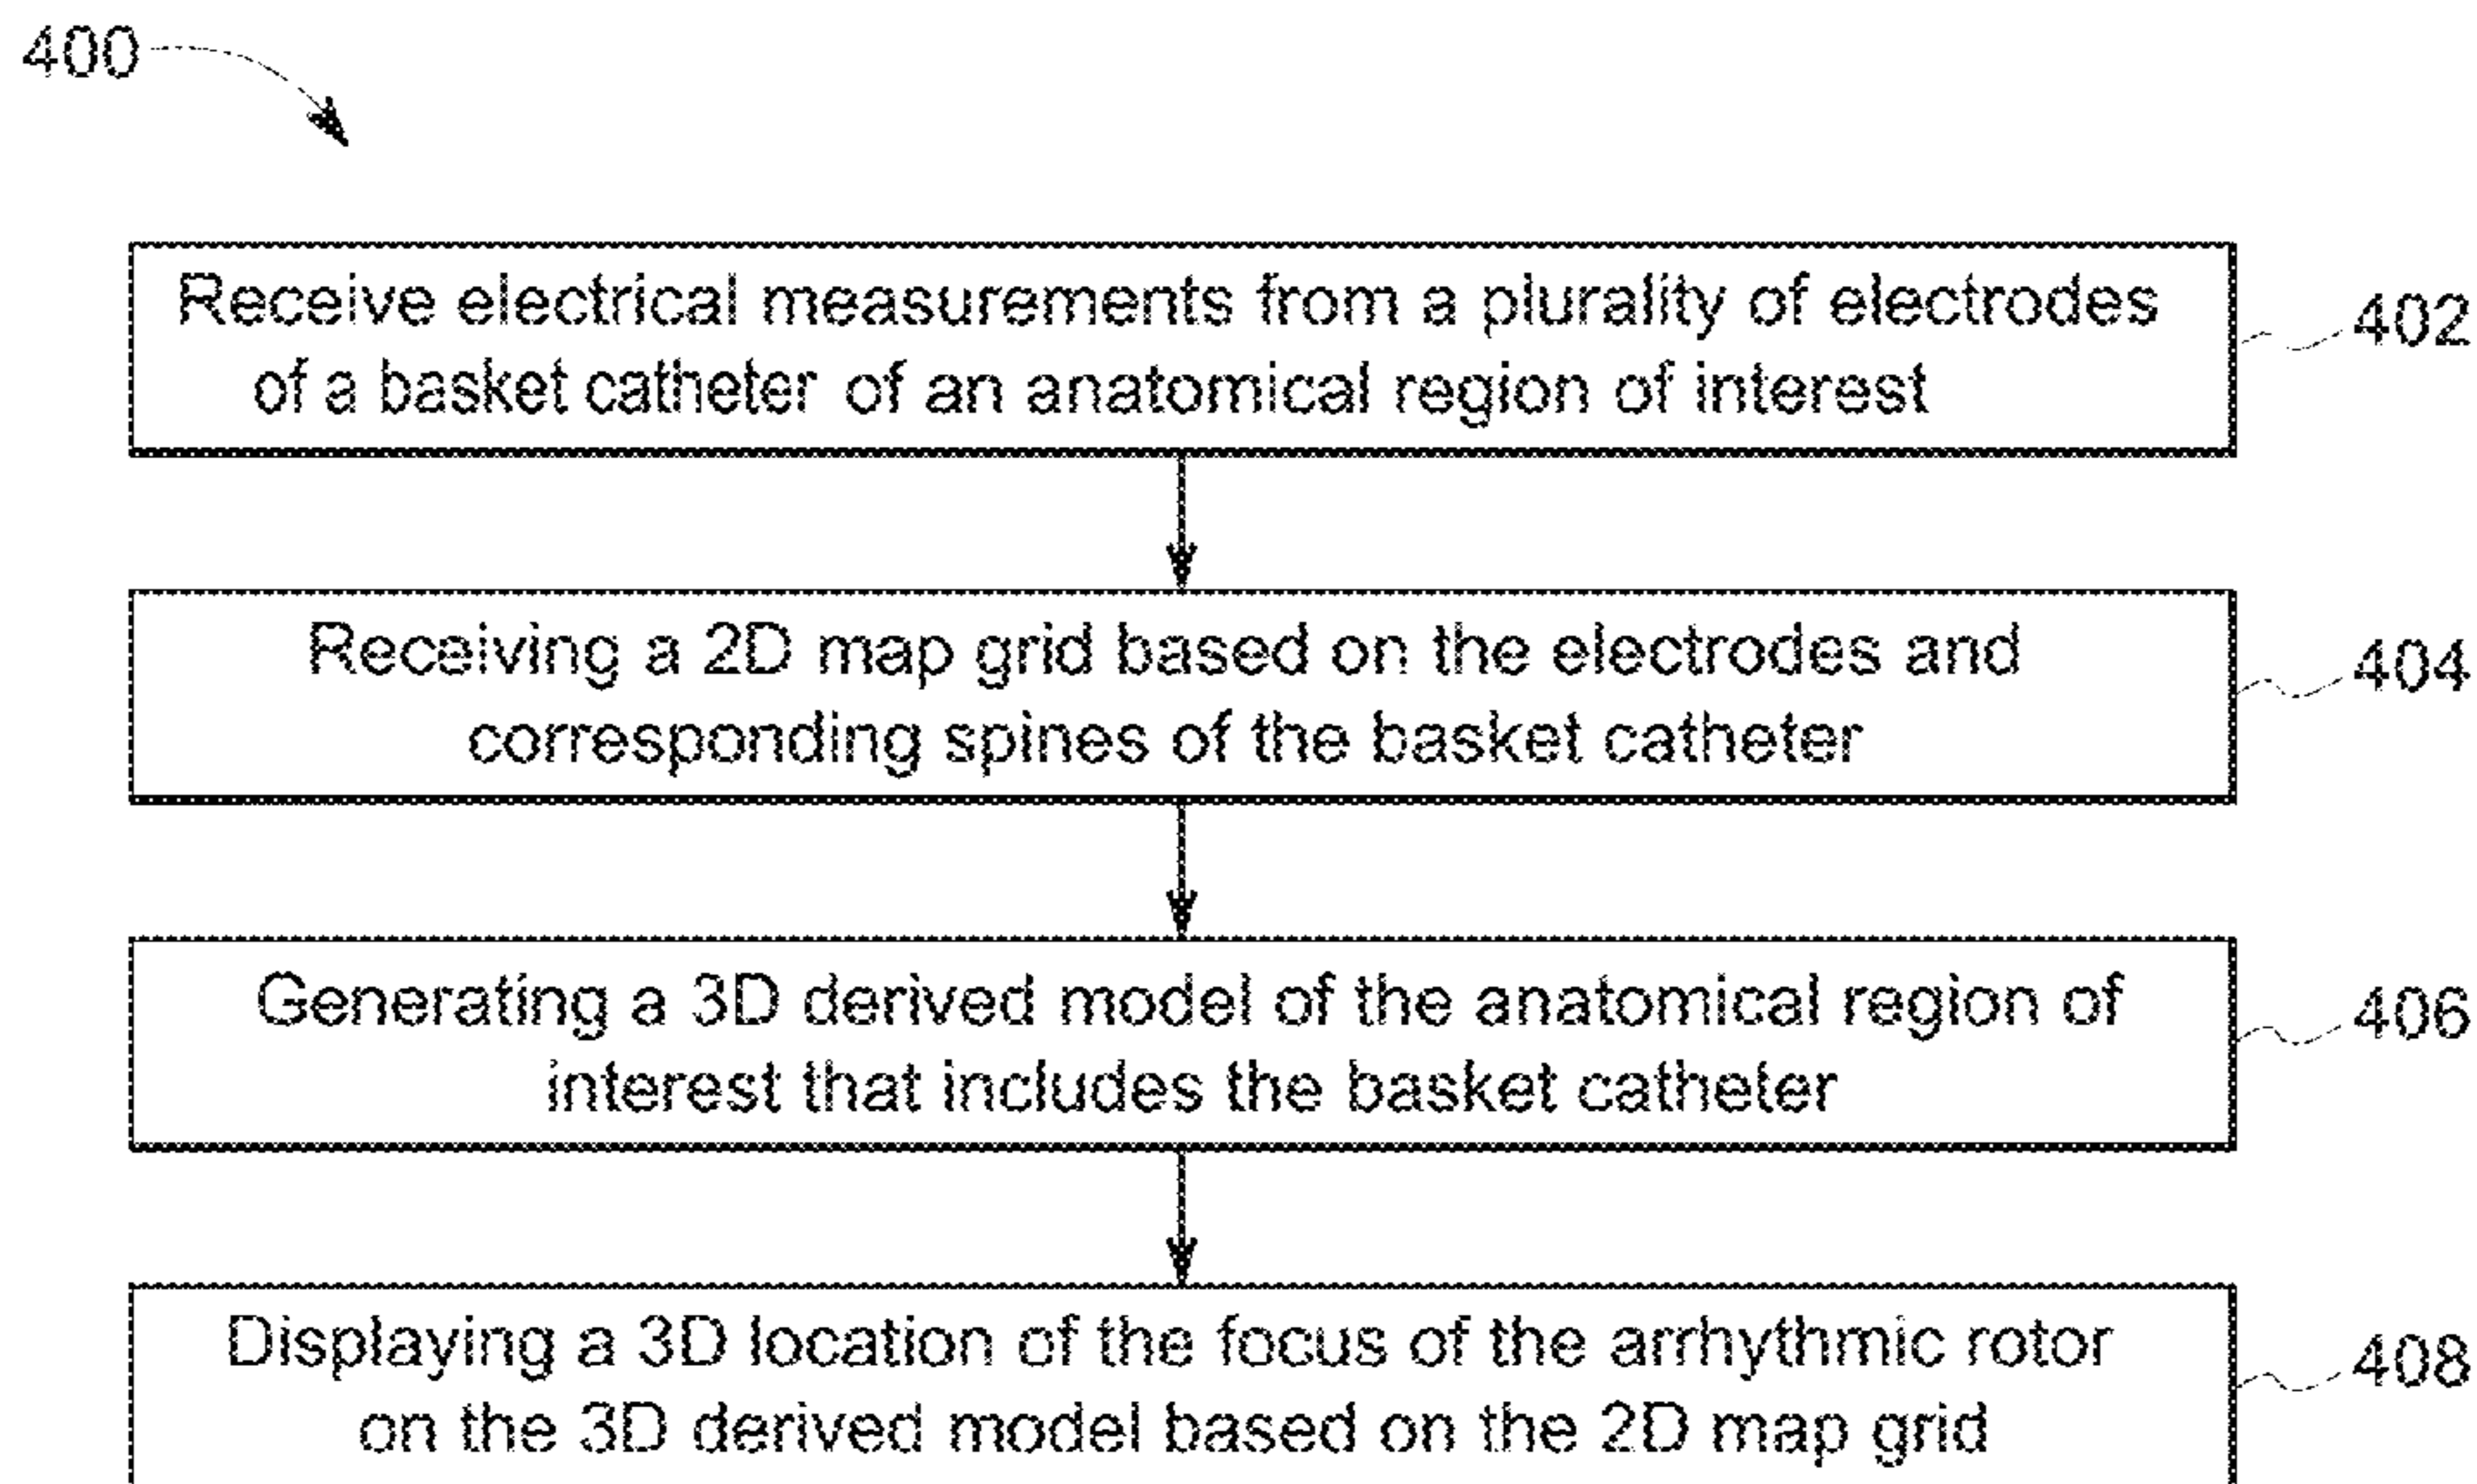 400
Receive electrical measurements from a plurality of electrodes
of a basket catheter of an anatomical region of interest
402
Receiving a 2D map grid based on the electrodes and
corresponding spines of the basket catheter
404
Generating a 3D derived model of the anatomical region of
interest that includes the basket catheter
406
Displaying a 3D location of the focus of the arrhythmic rotor
on the 3D derived model based on the 2D map grid
408